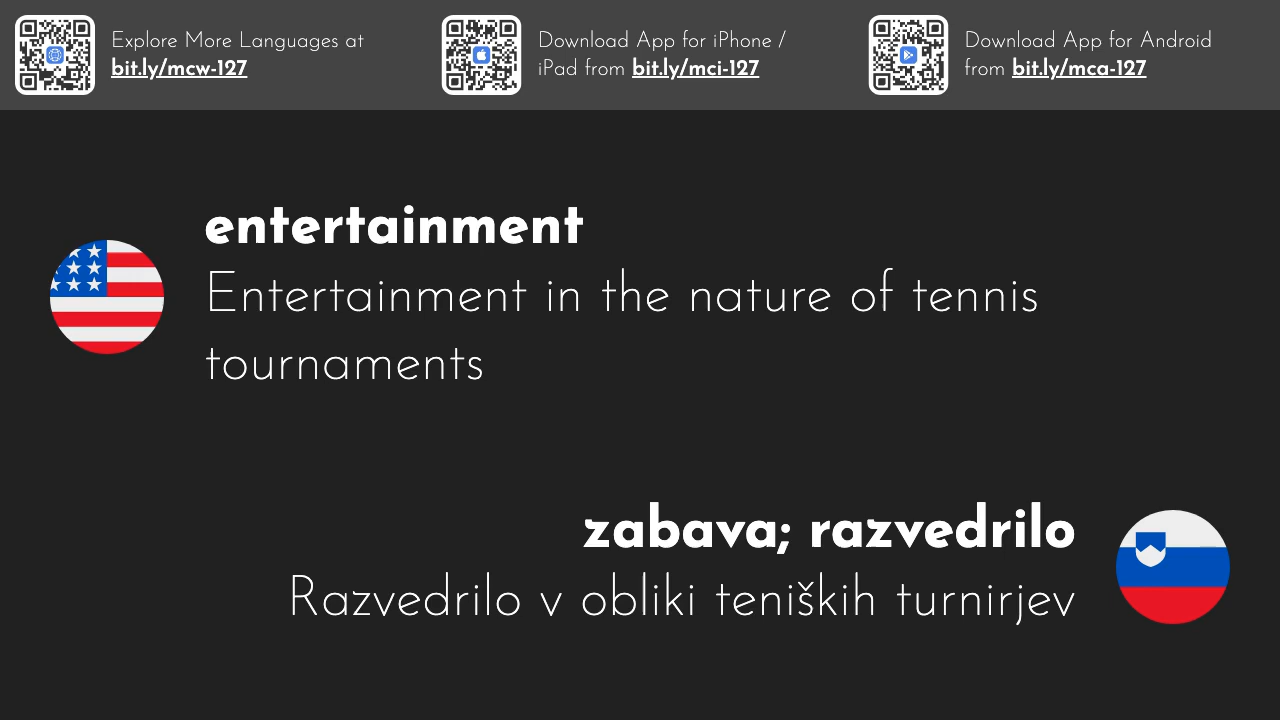 Explore More Languages at
bit.ly/mcw-127
Download App for iPhone /
iPad from bit.ly/mci-127
Download App for Android
from bit.ly/mca-127
entertainment
Entertainment in the nature of tennis
tournaments
zabava; razvedrilo
Razvedrilo v obliki teniških turnirjev